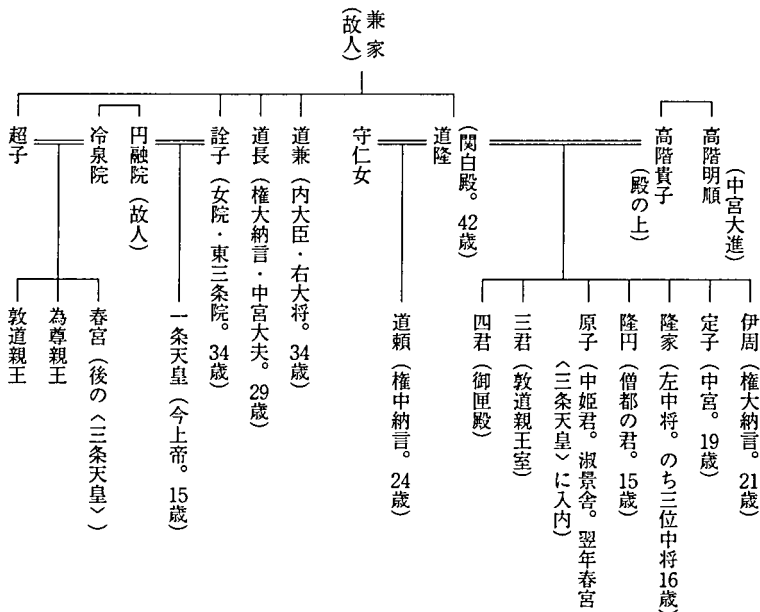 兼家
（故人）
高階明順
（中宮大進）
高階貴子
（殿の上）
道隆
（関白殿。42歳）
守仁女
道兼（内大臣・右大将。34歳）
道長（権大納言・中宮大夫。29歳）
詮子（女院・東三条院。34歳）
円融院（故人）
冷泉院
超子
伊周（権大納言。21歳）
定子（中宮。19歳）
隆家（左中将。のち三位中将16歳）
隆円（僧都の君。15歳）
原子（中姫君。淑景舎。翌年春宮
〈三条天皇〉に入内）
三君（敦道親王室）
四君（御匣殿）
道頼（権中納言。24歳）
一条天皇（今上帝。15歳）
春宮（後の〈三条天皇〉）
為尊親王
敦道親王